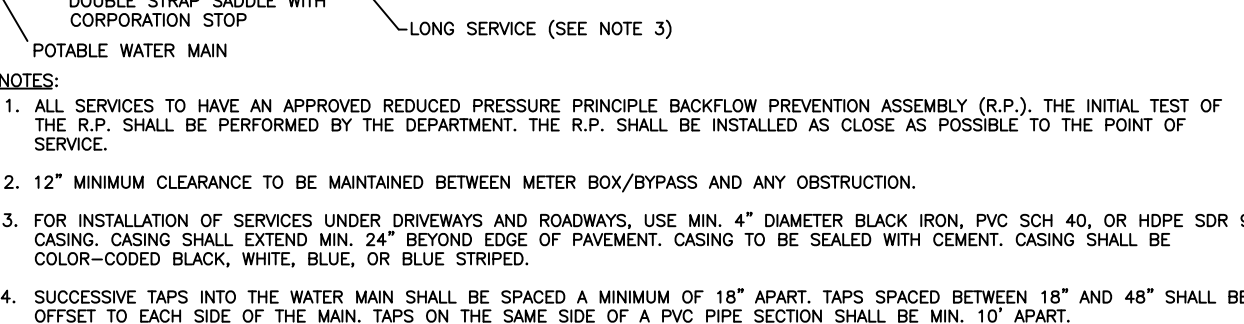 DOUBLE STRAP SADDLE WITH
CORPORATION STOP
LONG SERVICE (SEE NOTE 3)
POTABLE WATER MAIN
NOTES:
1. ALL SERVICES TO HAVE AN APPROVED REDUCED PRESSURE PRINCIPLE BACKFLOW PREVENTION ASSEMBLY (R.P.). THE INITIAL TEST OF
THE R.P. SHALL BE PERFORMED BY THE DEPARTMENT. THE R.P. SHALL BE INSTALLED AS CLOSE AS POSSIBLE TO THE POINT OF
SERVICE.
2. 12" MINIMUM CLEARANCE TO BE MAINTAINED BETWEEN METER BOX/BYPASS AND ANY OBSTRUCTION.
3. FOR INSTALLATION OF SERVICES UNDER DRIVEWAYS AND ROADWAYS, USE MIN. 4" DIAMETER BLACK IRON, PVC SCH 40, OR HDPE SDR 9
CASING. CASING SHALL EXTEND MIN. 24" BEYOND EDGE OF PAVEMENT. CASING TO BE SEALED WITH CEMENT. CASING SHALL BE
COLOR-CODED BLACK, WHITE, BLUE, OR BLUE STRIPED.
4. SUCCESSIVE TAPS INTO THE WATER MAIN SHALL BE SPACED A MINIMUM OF 18" APART. TAPS SPACED BETWEEN 18" AND 48" SHALL BE
OFFSET TO EACH SIDE OF THE MAIN. TAPS ON THE SAME SIDE OF A PVC PIPE SECTION SHALL BE MIN. 10' APART.